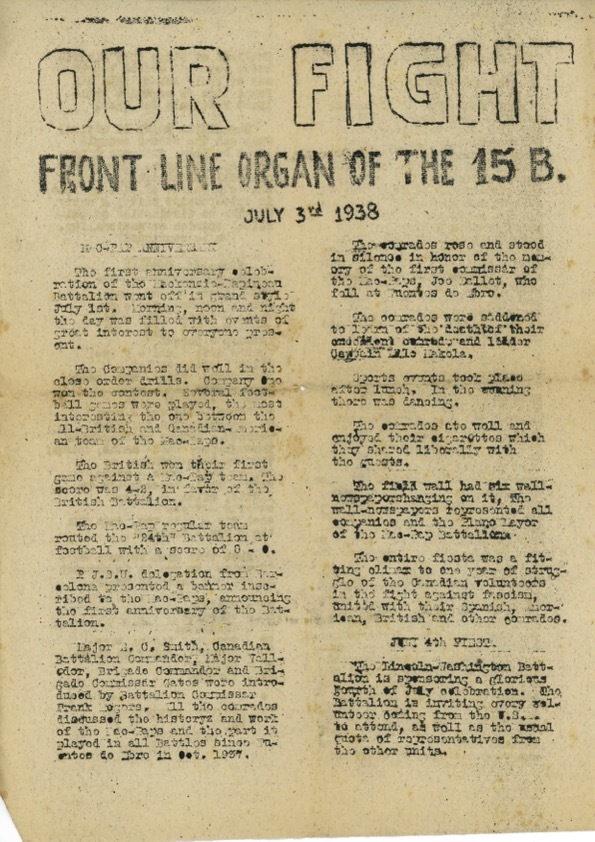 OUR FIGHT
FRONT LINE ORGAN OF THE 15 B.
JULY 3rd 1938
MAC-PAP ANNIVERSARY
The first anniversary celeb-
ration of the Mackenzie-Papineau
Battalion went off in grand style
July 1st. Morning, noon and night
the day was filled with events of
great interest to everyone pres-
ent.
The Companies did well in the
close order drills. Company One
won the contest. Several foot-
ball games were played, the most
interesting the one between the
All-British and Canadian-Americ-
an team of the Mac-Paps.
The British won their first
game against a Mac-Pap team. The
score was 4-2, in favor of the
British Battalion.
The Mac-Pap regular team
routed the "24th" Battalion at
football with a score of 6 - 0.
J.S.U. delegation from Bar-
celona presented a banner insc-
ribed to the Mac-Paps, announcing
the first anniversary of the Bat-
talion.
Major E. C. Smith, Canadian
Battalion Commander, Major Vall-
edor, Brigade Commander and Bri-
gade Commissar Gates were intro-
duced by Battalion Commissar
Frank Rogers. All the comrades
discussed the history and work
of the Mac-Paps and the part it
played in all Battles since Fu-
entes de Ebro in Oct. 1937.
The comrades rose and stood
in silence in honor of the mem-
ory of the first commissar of
the Mac-Paps, Joe Dallet, who
fell at Fuentes de Ebro.
The comrades were saddened
to learn of the death of their
comrade and leader
Captain Makela.
Sports events took place
after lunch. In the evening
there was dancing.
The comrades ate well and
enjoyed their cigarettes which
they shared liberally with
the guests.
The field wall had six wall-
newspapers hanging on it, The
wall-newspapers represented all
companies and the Plana Mayor
of the Mac-Pap Battalion.
The entire fiesta was a fit-
ting climax to one year of strug-
gle of the Canadian volunteers
in the fight against fascism,
united with their Spanish, Amer-
ican, British and other comrades.
JULY 4th FIESTA
The Lincoln-Washington Batt-
alion is sponsoring a glorious
Fourth of July celebration. The
Battalion is inviting every vol-
unteer from the U.S.A.
to attend, as well as the usual
quota of representatives from
the other units.